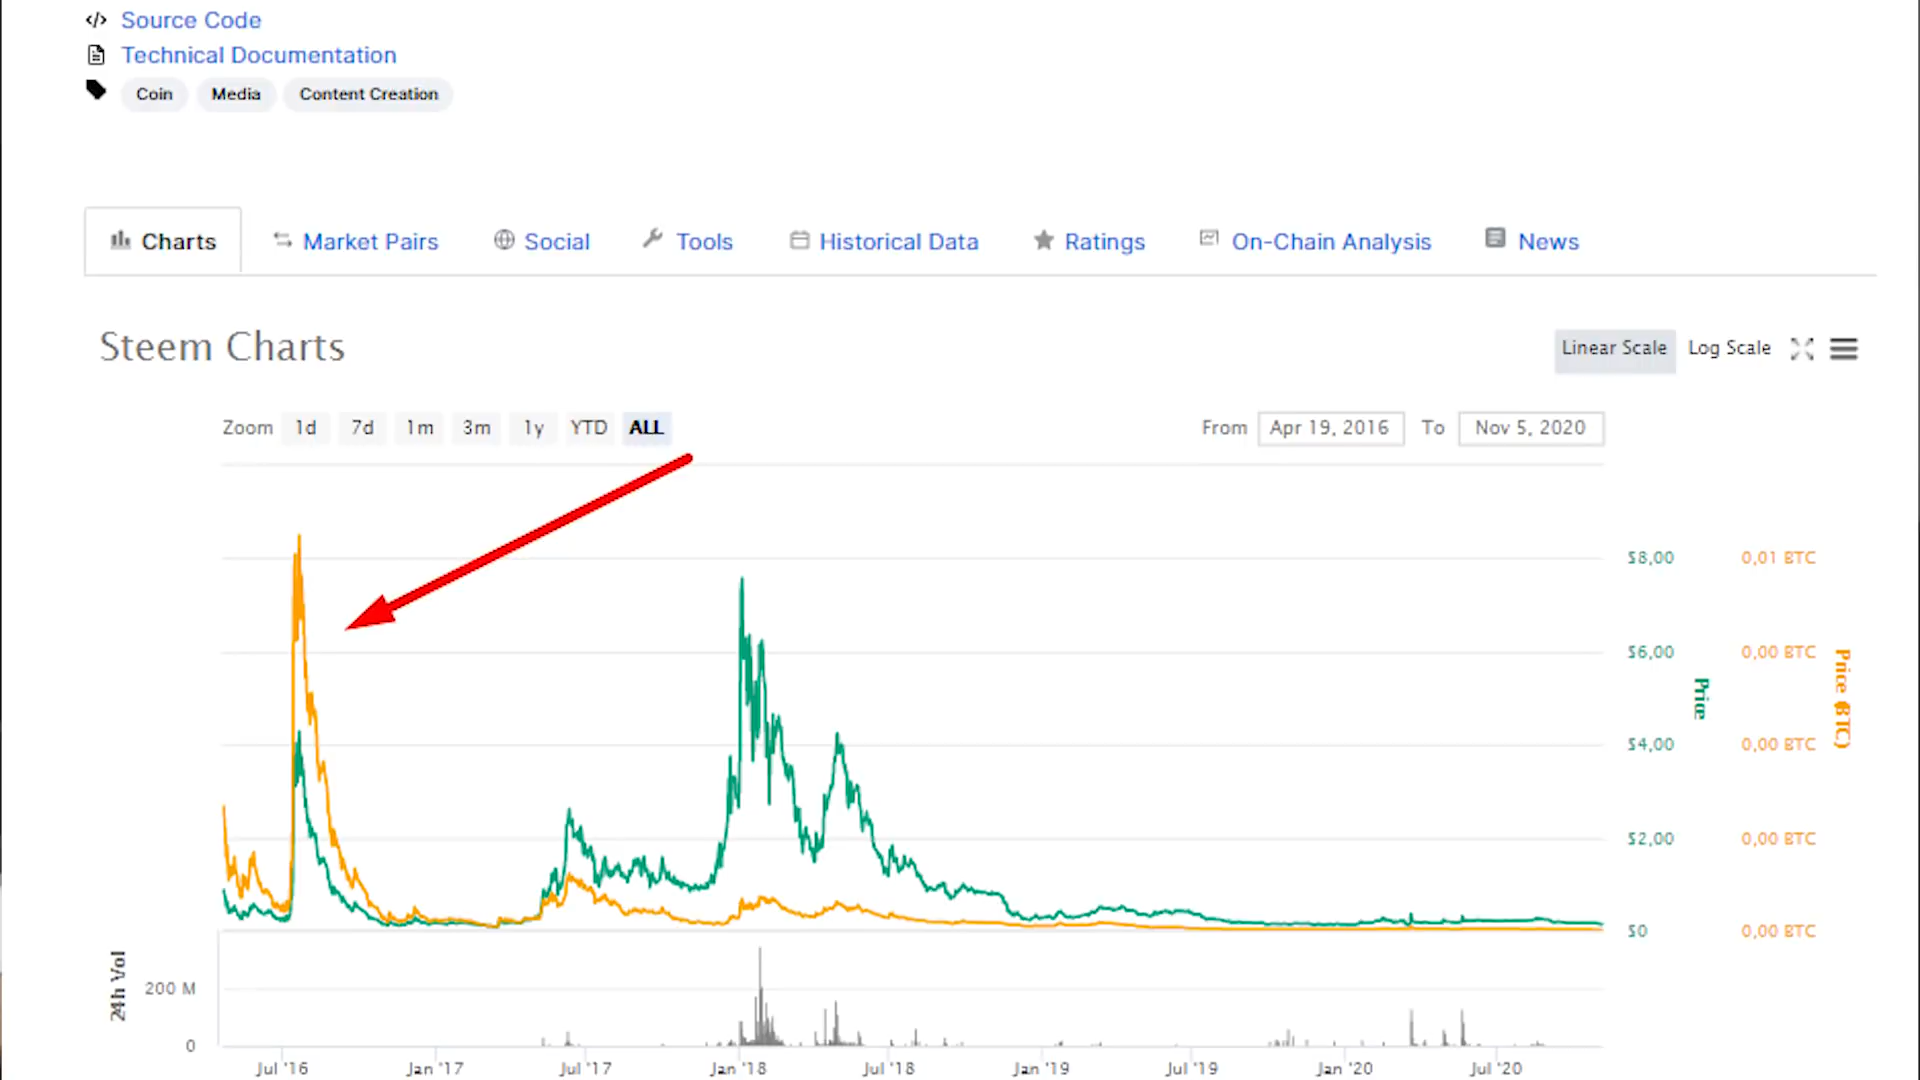 Source Code
Technical Documentation
Coin Media Content Creation
Charts Market Pairs Social Tools Historical Data Ratings On-Chain Analysis News
Steem Charts
Linear Scale Log Scale
Zoom 1d 7d 1m 3m 1y YTD ALL From Apr 19, 2016 To Nov 5, 2020
$8,00 0,01 BTC
$6,00 0,00 BTC
Price
Price (BTC)
$4,00 0,00 BTC
$2,00 0,00 BTC
$0 0,00 BTC
24h Vol
200 M
0
Jul '16 Jan '17 Jul '17 Jan '18 Jul '18 Jan '19 Jul '19 Jan '20 Jul '20